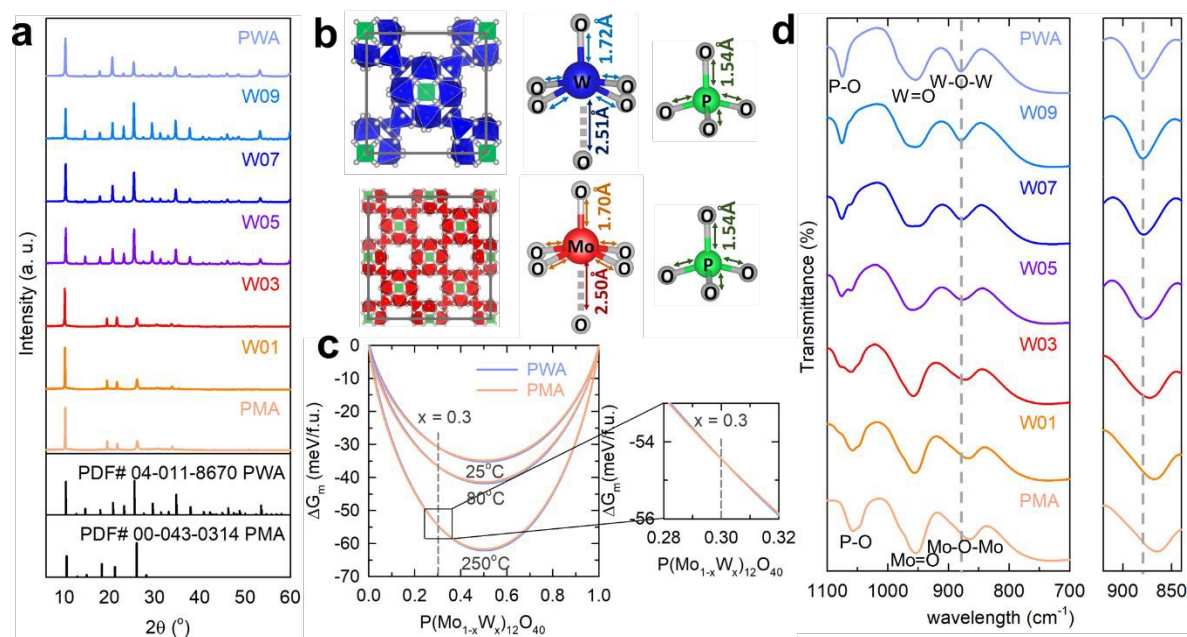 a
Intensity (a. u.)
PWA
W09
W07
W05
W03
W01
PMA
PDF# 04-011-8670 PWA
PDF# 00-043-0314 PMA
10 20 30 40 50 60
2θ (°)
b
O
1.72Å
W
O
O
O
O
2.51Å
O
O
1.54Å
P
O
O
O
O
1.70Å
Mo
O
O
O
O
2.50Å
O
O
1.54Å
P
O
O
O
c
ΔGₘ (meV/f.u.)
0
-10
-20
-30
-40
-50
-60
-70
PWA
PMA
x = 0.3
25°C
80°C
250°C
0.0 0.2 0.4 0.6 0.8 1.0
P(Mo₁₋ₓWₓ)₁₂O₄₀
ΔGₘ(meV/f.u.)
x = 0.3
-54
-56
0.28 0.30 0.32
P(Mo₁₋ₓWₓ)₁₂O₄₀
d
Transmittance (%)
PWA
P-O
W=O
W-O-W
W09
W07
W05
W03
W01
PMA
P-O
Mo=O
Mo-O-Mo
1100 1000 900 800 700
880 840
wavelength (cm⁻¹)